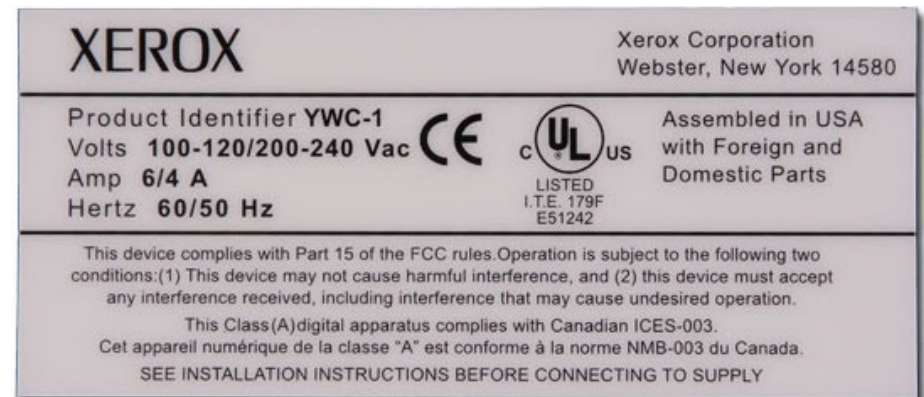 XEROX
Xerox Corporation
Webster, New York 14580
Product Identifier YWC-1
Volts 100-120/200-240 Vac
Amp 6/4 A
Hertz 60/50 Hz
CE
C UL US
®
LISTED
I.T.E. 179F
E51242
Assembled in USA
with Foreign and
Domestic Parts
This device complies with Part 15 of the FCC rules.Operation is subject to the following two
conditions:(1) This device may not cause harmful interference, and (2) this device must accept
any interference received, including interference that may cause undesired operation.
This Class(A)digital apparatus complies with Canadian ICES-003.
Cet appareil numérique de la classe "A" est conforme à la norme NMB-003 du Canada.
SEE INSTALLATION INSTRUCTIONS BEFORE CONNECTING TO SUPPLY